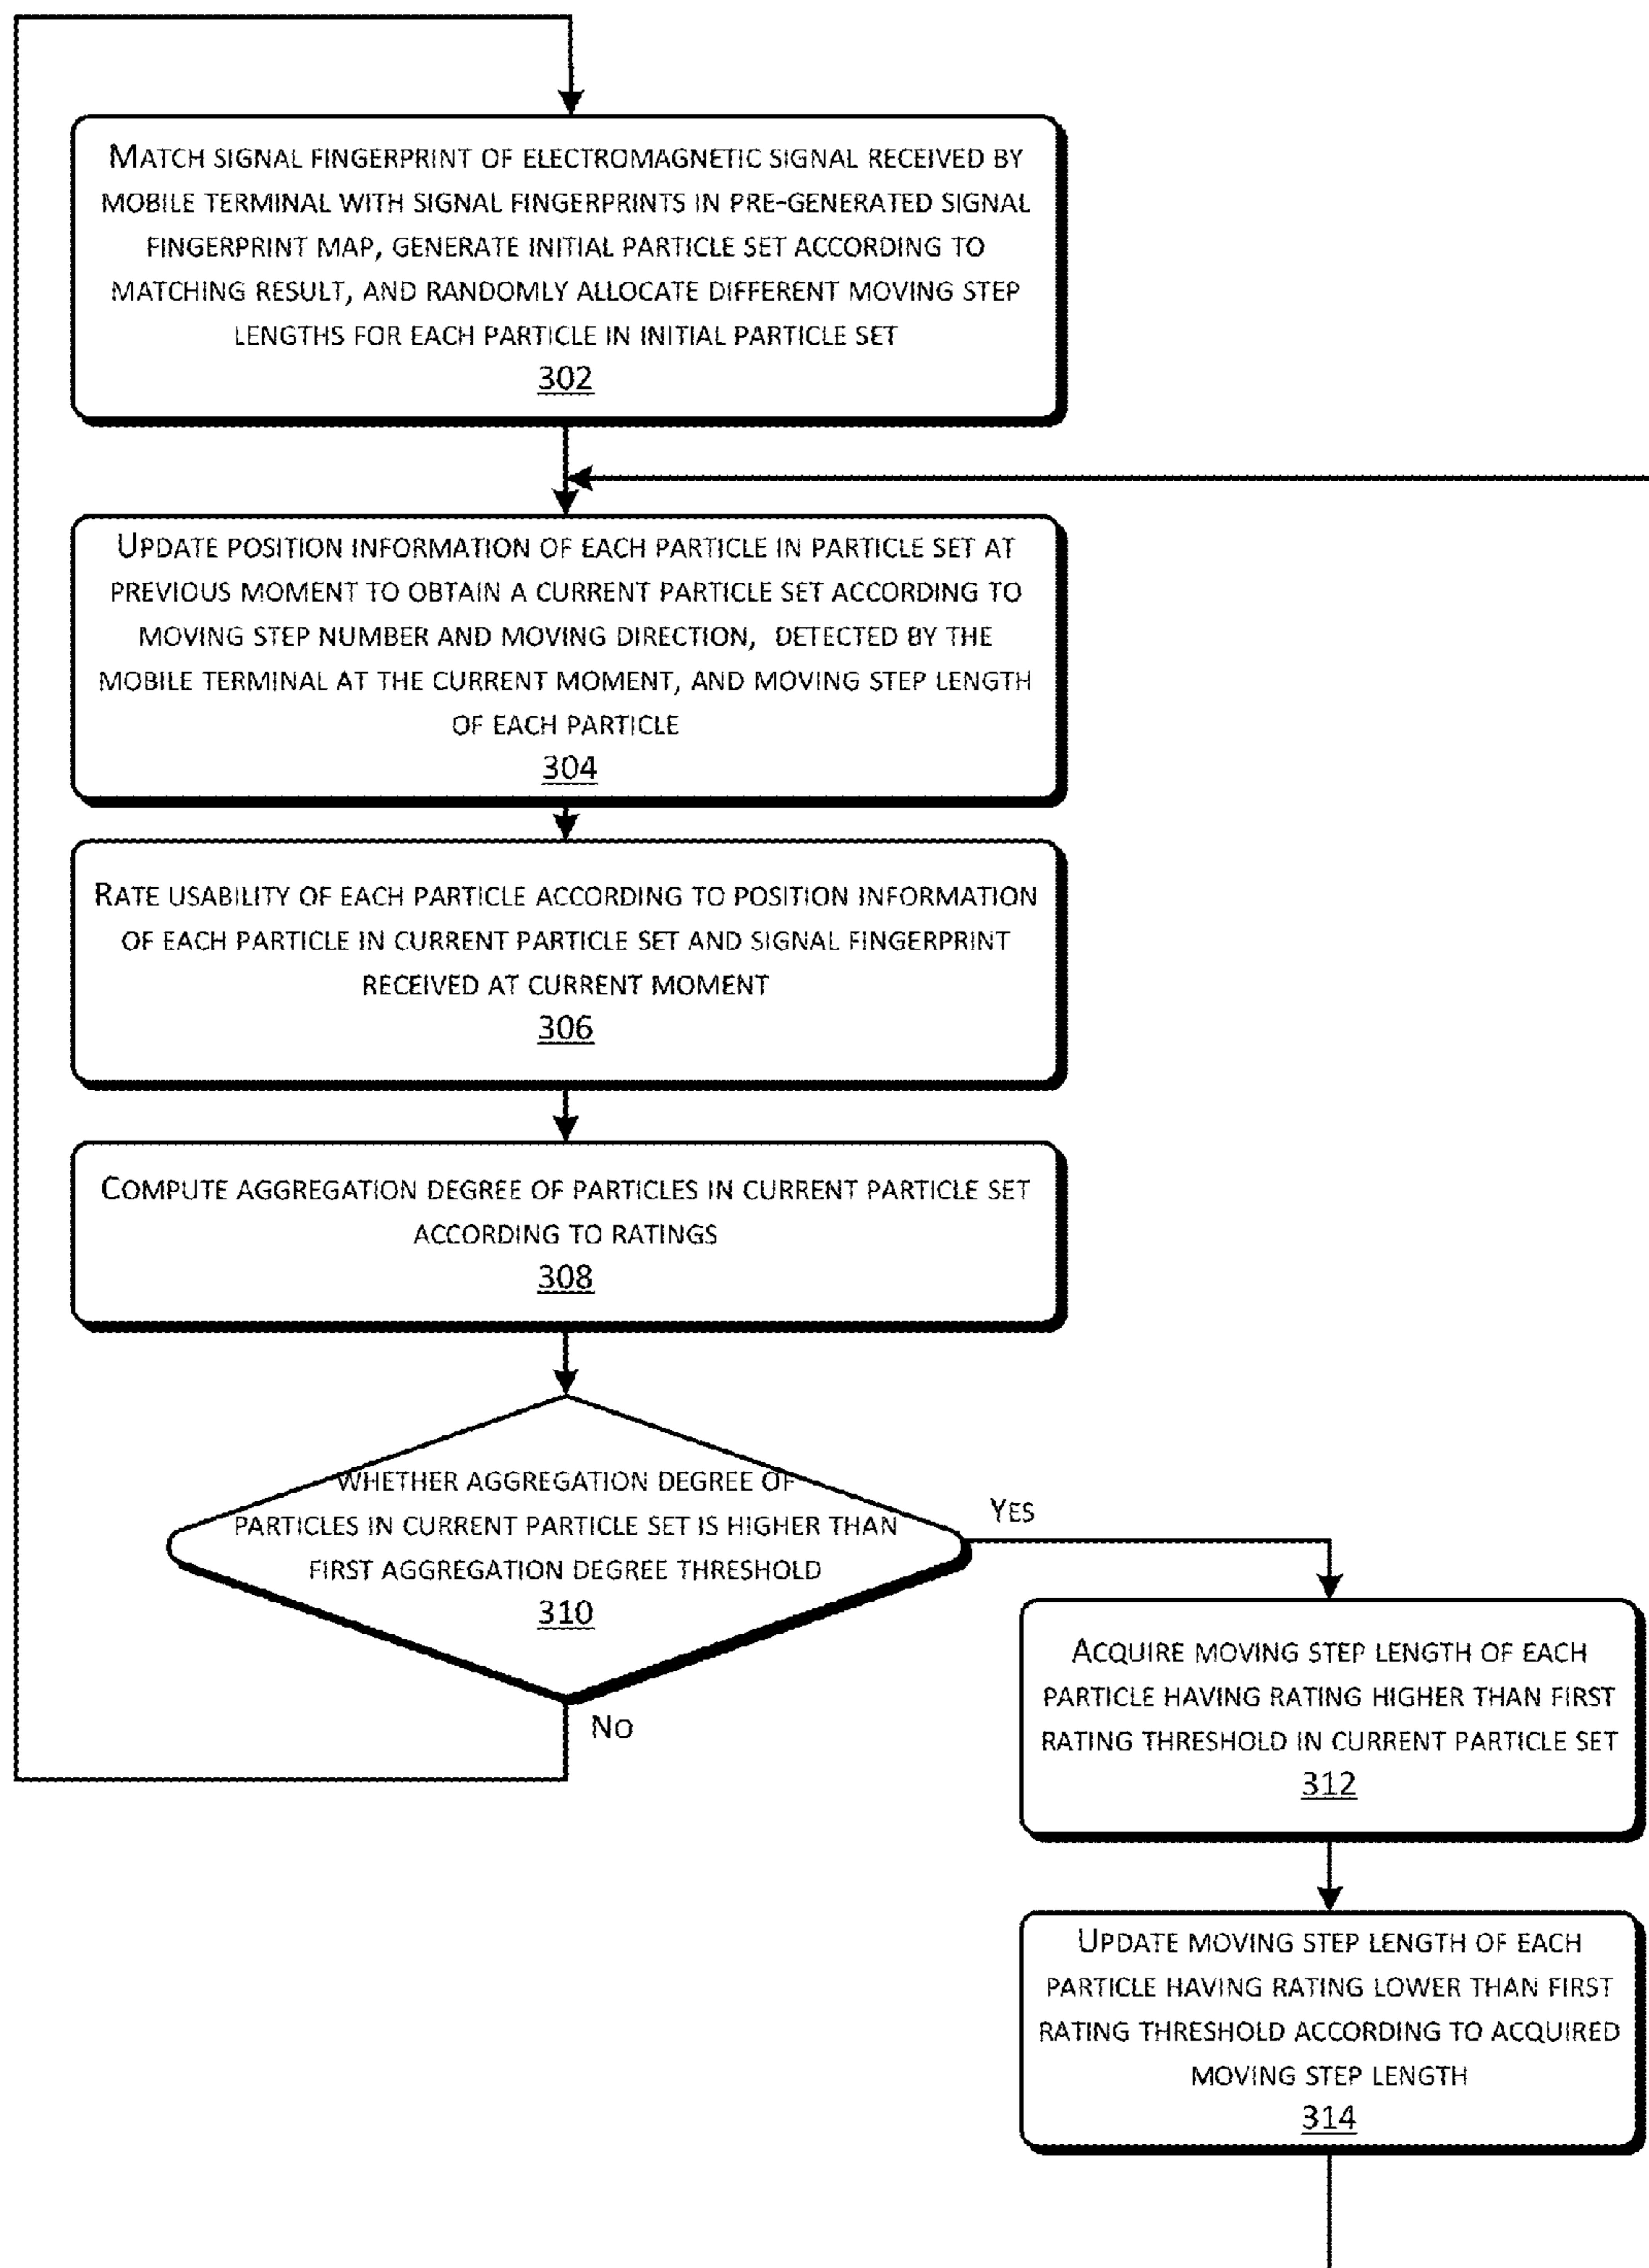 MATCH SIGNAL FINGERPRINT OF ELECTROMAGNETIC SIGNAL RECEIVED BY
MOBILE TERMINAL WITH SIGNAL FINGERPRINTS IN PRE-GENERATED SIGNAL
FINGERPRINT MAP, GENERATE INITIAL PARTICLE SET ACCORDING TO
MATCHING RESULT, AND RANDOMLY ALLOCATE DIFFERENT MOVING STEP
LENGTHS FOR EACH PARTICLE IN INITIAL PARTICLE SET
302
UPDATE POSITION INFORMATION OF EACH PARTICLE IN PARTICLE SET AT
PREVIOUS MOMENT TO OBTAIN A CURRENT PARTICLE SET ACCORDING TO
MOVING STEP NUMBER AND MOVING DIRECTION, DETECTED BY THE
MOBILE TERMINAL AT THE CURRENT MOMENT, AND MOVING STEP LENGTH
OF EACH PARTICLE
304
RATE USABILITY OF EACH PARTICLE ACCORDING TO POSITION INFORMATION
OF EACH PARTICLE IN CURRENT PARTICLE SET AND SIGNAL FINGERPRINT
RECEIVED AT CURRENT MOMENT
306
COMPUTE AGGREGATION DEGREE OF PARTICLES IN CURRENT PARTICLE SET
ACCORDING TO RATINGS
308
WHETHER AGGREGATION DEGREE OF
PARTICLES IN CURRENT PARTICLE SET IS HIGHER THAN
FIRST AGGREGATION DEGREE THRESHOLD
310
YES
NO
ACQUIRE MOVING STEP LENGTH OF EACH
PARTICLE HAVING RATING HIGHER THAN FIRST
RATING THRESHOLD IN CURRENT PARTICLE SET
312
UPDATE MOVING STEP LENGTH OF EACH
PARTICLE HAVING RATING LOWER THAN FIRST
RATING THRESHOLD ACCORDING TO ACQUIRED
MOVING STEP LENGTH
314